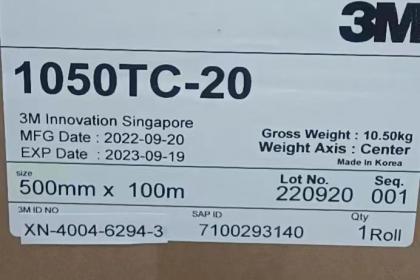 3M
1050TC-20
3M Innovation Singapore
MFG Date : 2022-09-20
EXP Date : 2023-09-19
Gross Weight : 10.50kg
Weight Axis : Center
Made in Korea
size
500mm x 100m
Lot No.
220920
Seq.
001
3M ID NO
XN-4004-6294-3
SAP ID
7100293140
Qty
1Roll